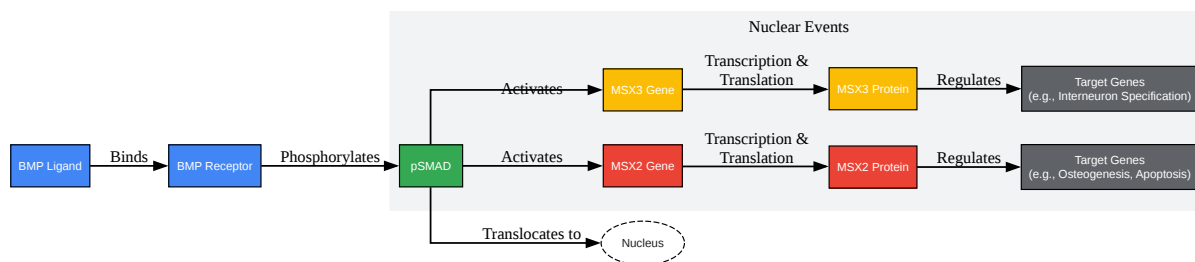 Nuclear Events
Transcription &
Translation
Activates
MSX3 Gene
MSX3 Protein
Regulates
Target Genes
(e.g., Interneuron Specification)
BMP Ligand
Binds
BMP Receptor
Phosphorylates
pSMAD
Activates
MSX2 Gene
Transcription &
Translation
MSX2 Protein
Regulates
Target Genes
(e.g., Osteogenesis, Apoptosis)
Translocates to
Nucleus